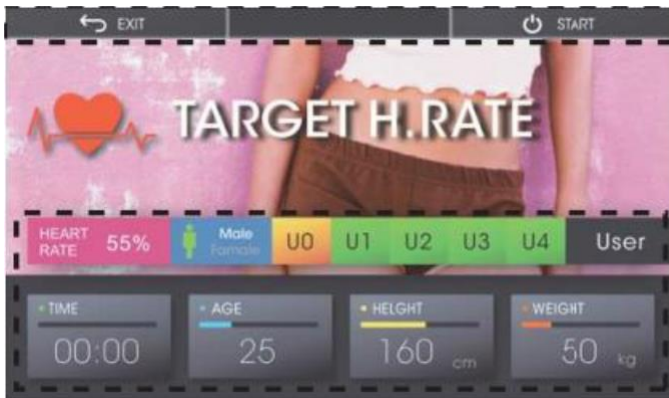 EXIT START
TARGET H.RATE
HEART
RATE 55% Male
Famale U0 U1 U2 U3 U4 User
TIME AGE HELGHT WEIGHT
00:00 25 160 cm 50 kg